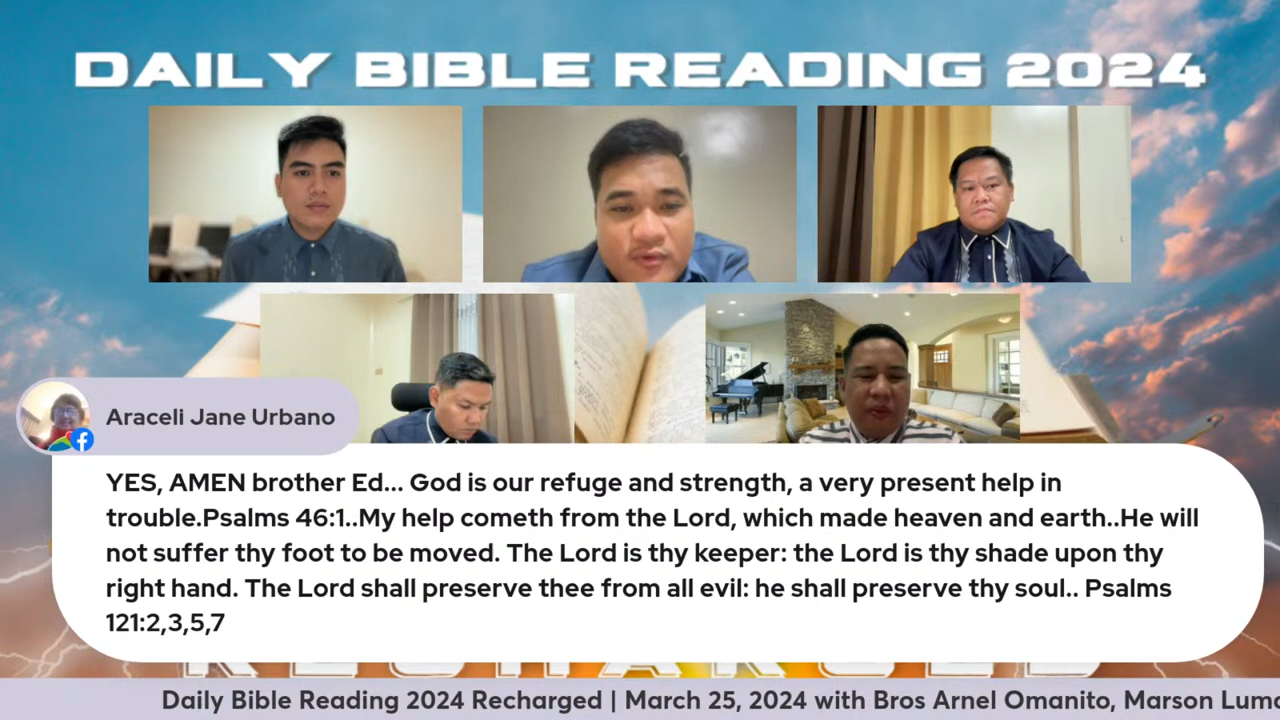 DAILY BIBLE READING 2024
Araceli Jane Urbano
YES, AMEN brother Ed... God is our refuge and strength, a very present help in
trouble.Psalms 46:1..My help cometh from the Lord, which made heaven and earth..He will
not suffer thy foot to be moved. The Lord is thy keeper: the Lord is thy shade upon thy
right hand. The Lord shall preserve thee from all evil: he shall preserve thy soul.. Psalms
121:2,3,5,7
Daily Bible Reading 2024 Recharged | March 25, 2024 with Bros Arnel Omanito, Marson